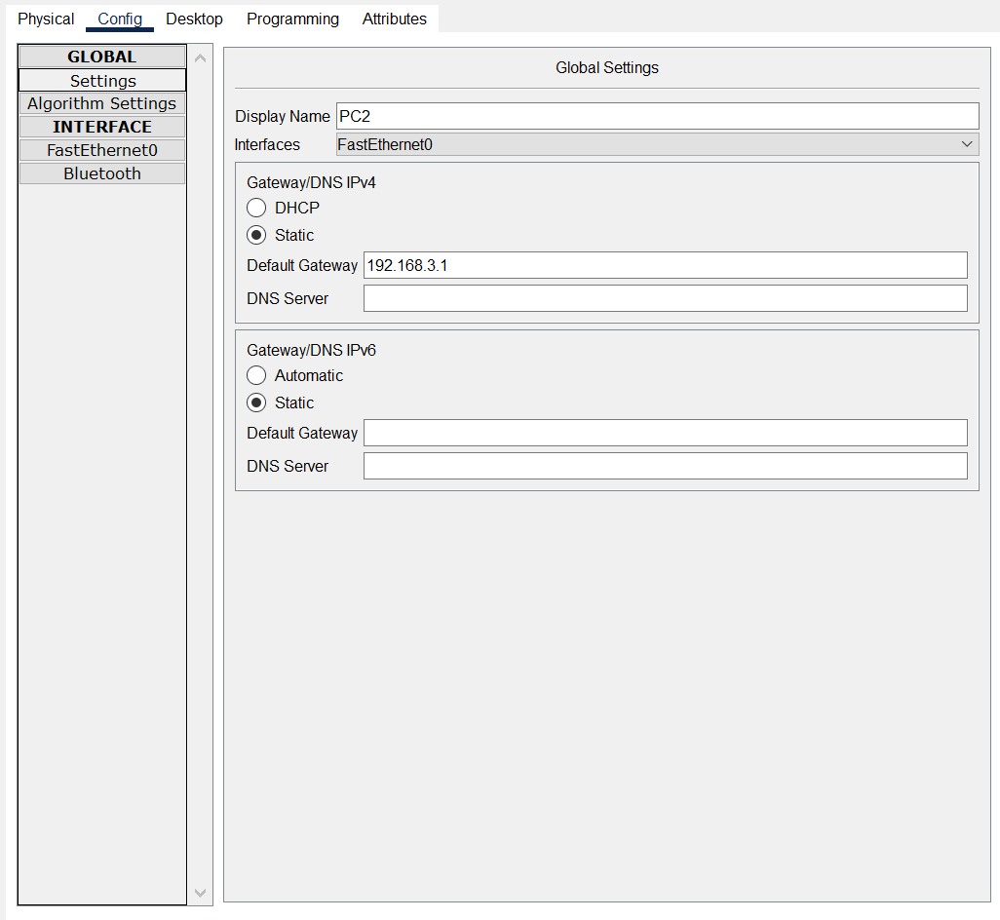 Physical Config Desktop Programming Attributes
GLOBAL
Settings
Algorithm Settings
INTERFACE
FastEthernet0
Bluetooth
Global Settings
Display Name PC2
Interfaces FastEthernet0
Gateway/DNS IPv4
DHCP
Static
Default Gateway 192.168.3.1
DNS Server
Gateway/DNS IPv6
Automatic
Static
Default Gateway
DNS Server